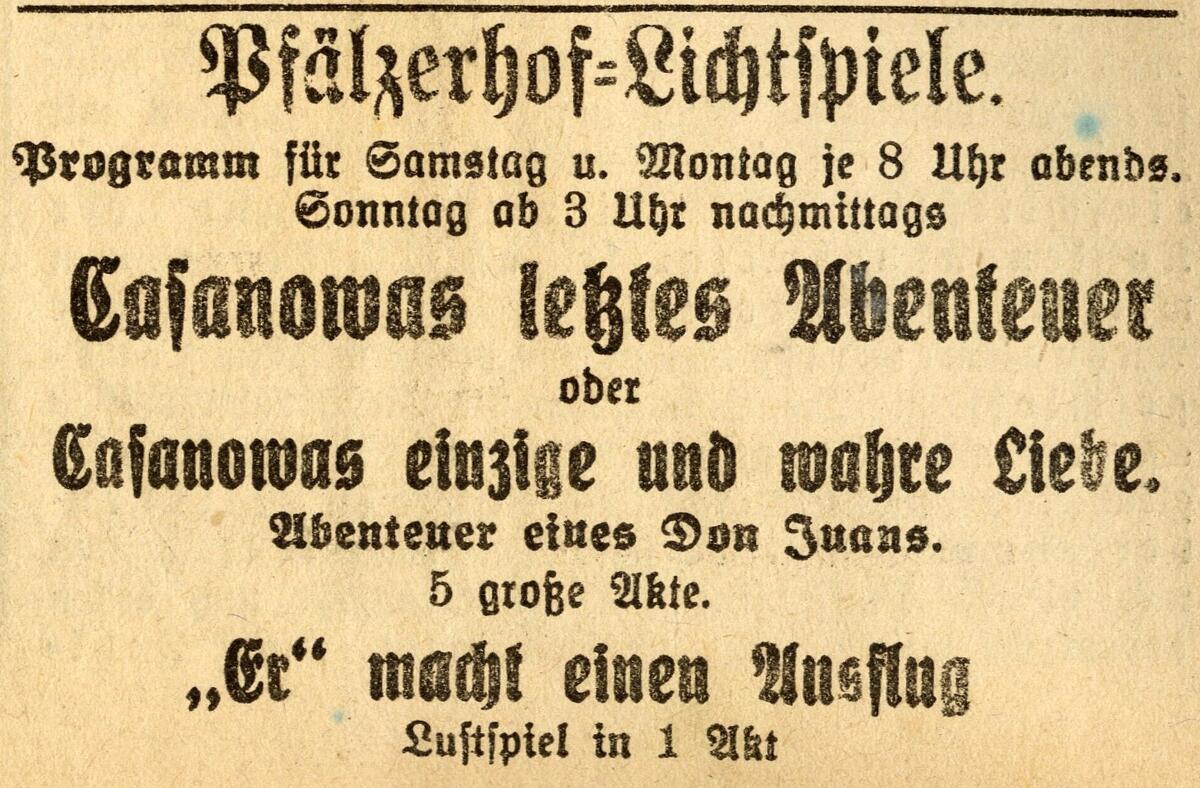 Pfälzerhof=Lichtspiele.
Programm für Samstag u. Montag je 8 Uhr abends.
Sonntag ab 3 Uhr nachmittags
Casanowas letztes Abenteuer
oder
Casanowas einzige und wahre Liebe.
Abenteuer eines Don Juans.
5 große Akte.
„Er“ macht einen Ausflug
Lustspiel in 1 Akt